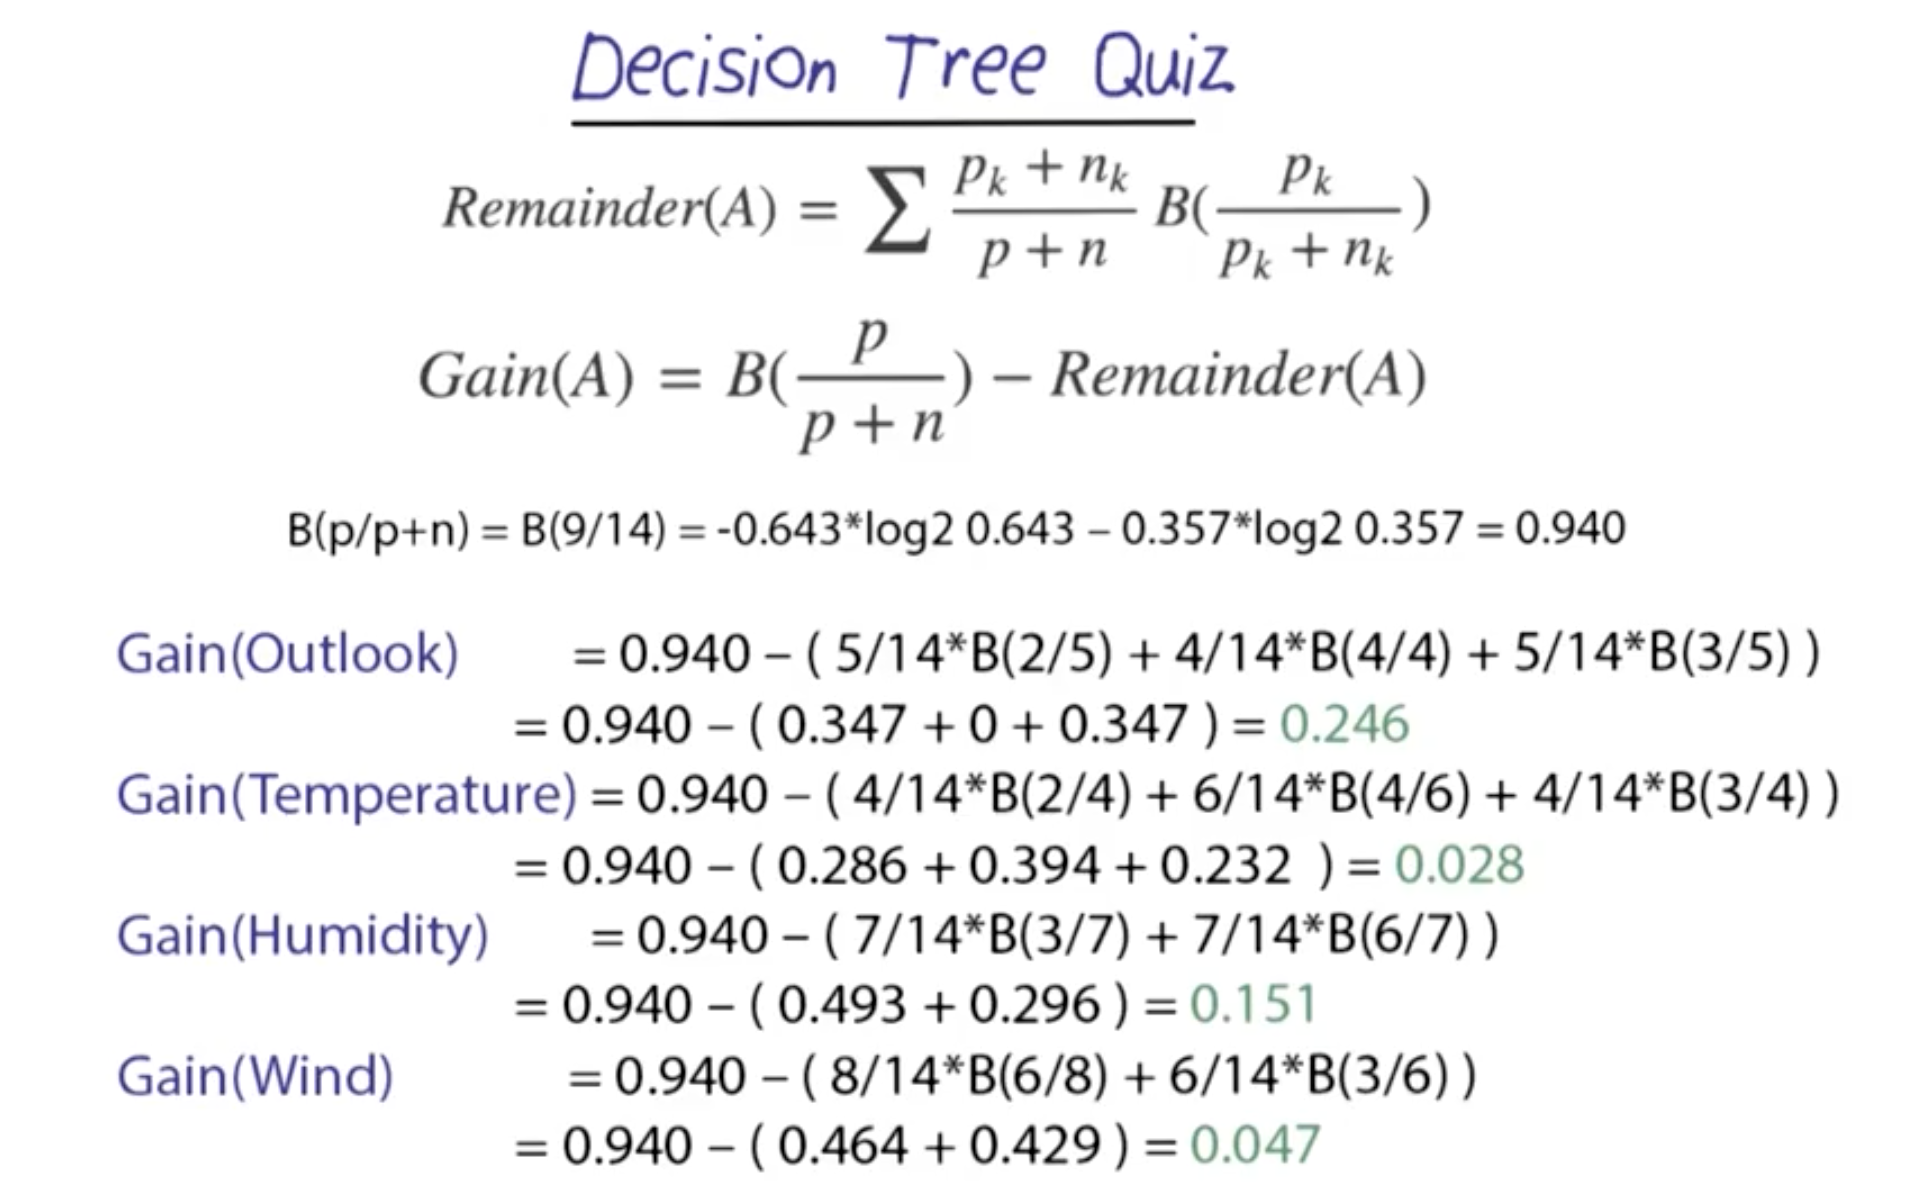 Decision Tree Quiz
Remainder(A) = ∑ (p_k + n_k)/(p + n) B(p_k/(p_k + n_k))
Gain(A) = B(p/(p + n)) − Remainder(A)
B(p/p+n) = B(9/14) = -0.643*log2 0.643 – 0.357*log2 0.357 = 0.940
Gain(Outlook) = 0.940 – ( 5/14*B(2/5) + 4/14*B(4/4) + 5/14*B(3/5) )
= 0.940 – ( 0.347 + 0 + 0.347 ) = 0.246
Gain(Temperature) = 0.940 – ( 4/14*B(2/4) + 6/14*B(4/6) + 4/14*B(3/4) )
= 0.940 – ( 0.286 + 0.394 + 0.232 ) = 0.028
Gain(Humidity) = 0.940 – ( 7/14*B(3/7) + 7/14*B(6/7) )
= 0.940 – ( 0.493 + 0.296 ) = 0.151
Gain(Wind) = 0.940 – ( 8/14*B(6/8) + 6/14*B(3/6) )
= 0.940 – ( 0.464 + 0.429 ) = 0.047